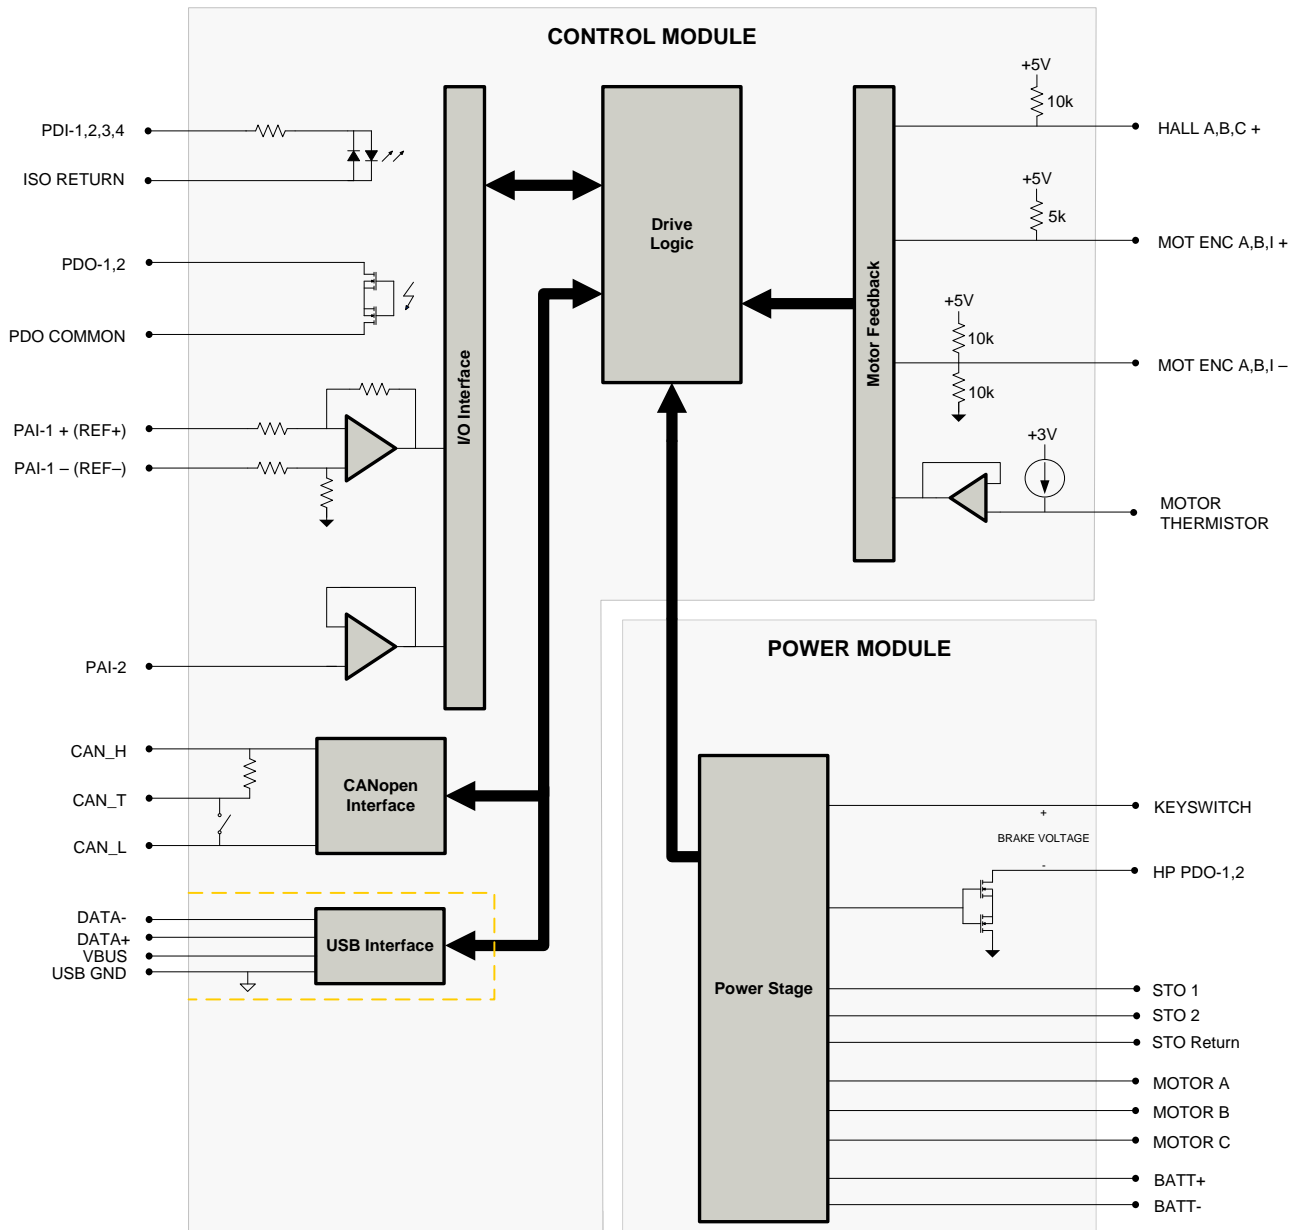 CONTROL MODULE
PDI-1,2,3,4
ISO RETURN
PDO-1,2
PDO COMMON
PAI-1 + (REF+)
PAI-1 – (REF–)
PAI-2
CAN_H
CAN_T
CAN_L
DATA-
DATA+
VBUS
USB GND
I/O Interface
CANopen
Interface
USB Interface
Drive
Logic
Motor Feedback
+5V
10k
HALL A,B,C +
+5V
5k
MOT ENC A,B,I +
+5V
10k
10k
MOT ENC A,B,I –
+3V
MOTOR
THERMISTOR
POWER MODULE
Power Stage
KEYSWITCH
+
BRAKE VOLTAGE
-
HP PDO-1,2
STO 1
STO 2
STO Return
MOTOR A
MOTOR B
MOTOR C
BATT+
BATT-